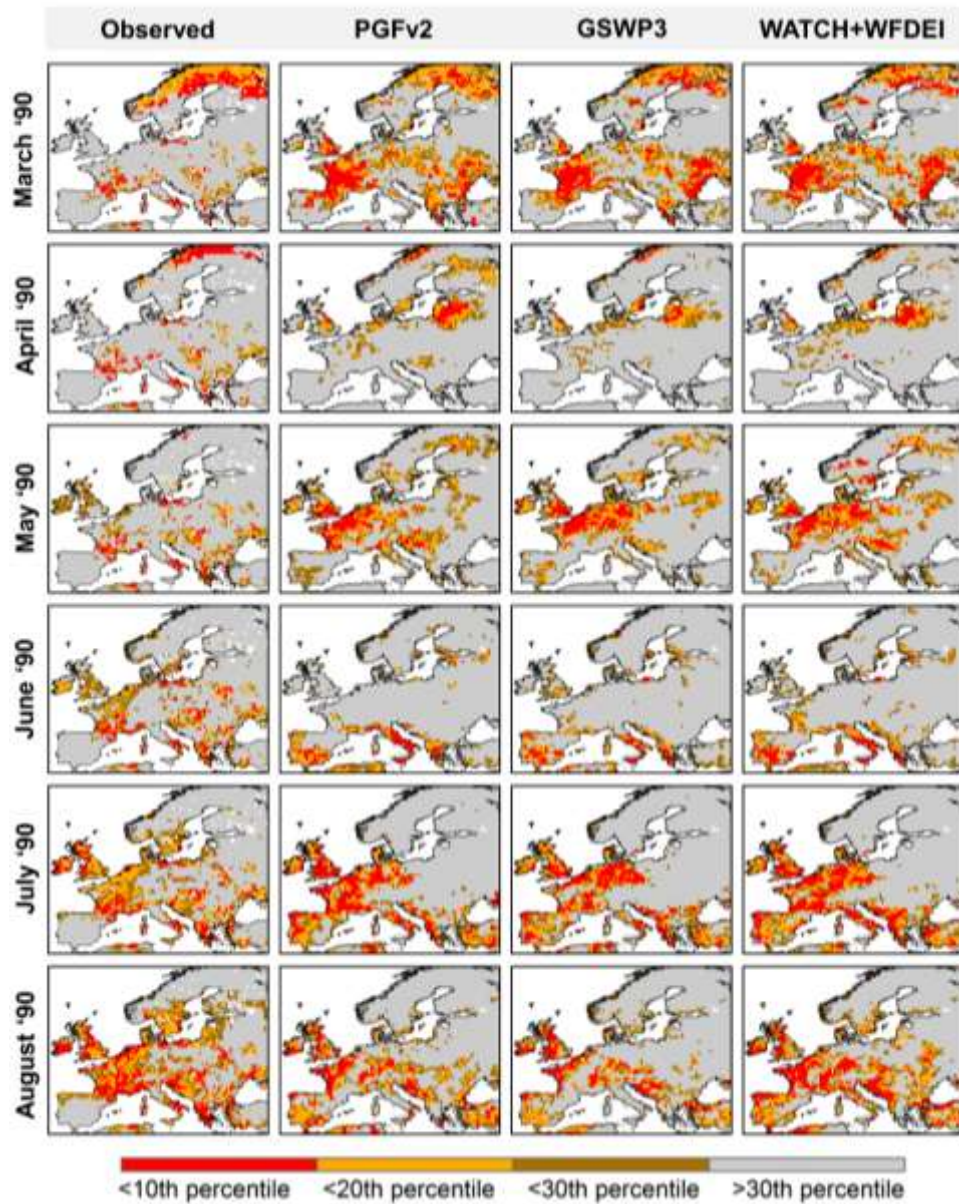 Observed PGFv2 GSWP3 WATCH+WFDEI
March '90
April '90
May '90
June '90
July '90
August '90
<10th percentile <20th percentile <30th percentile >30th percentile